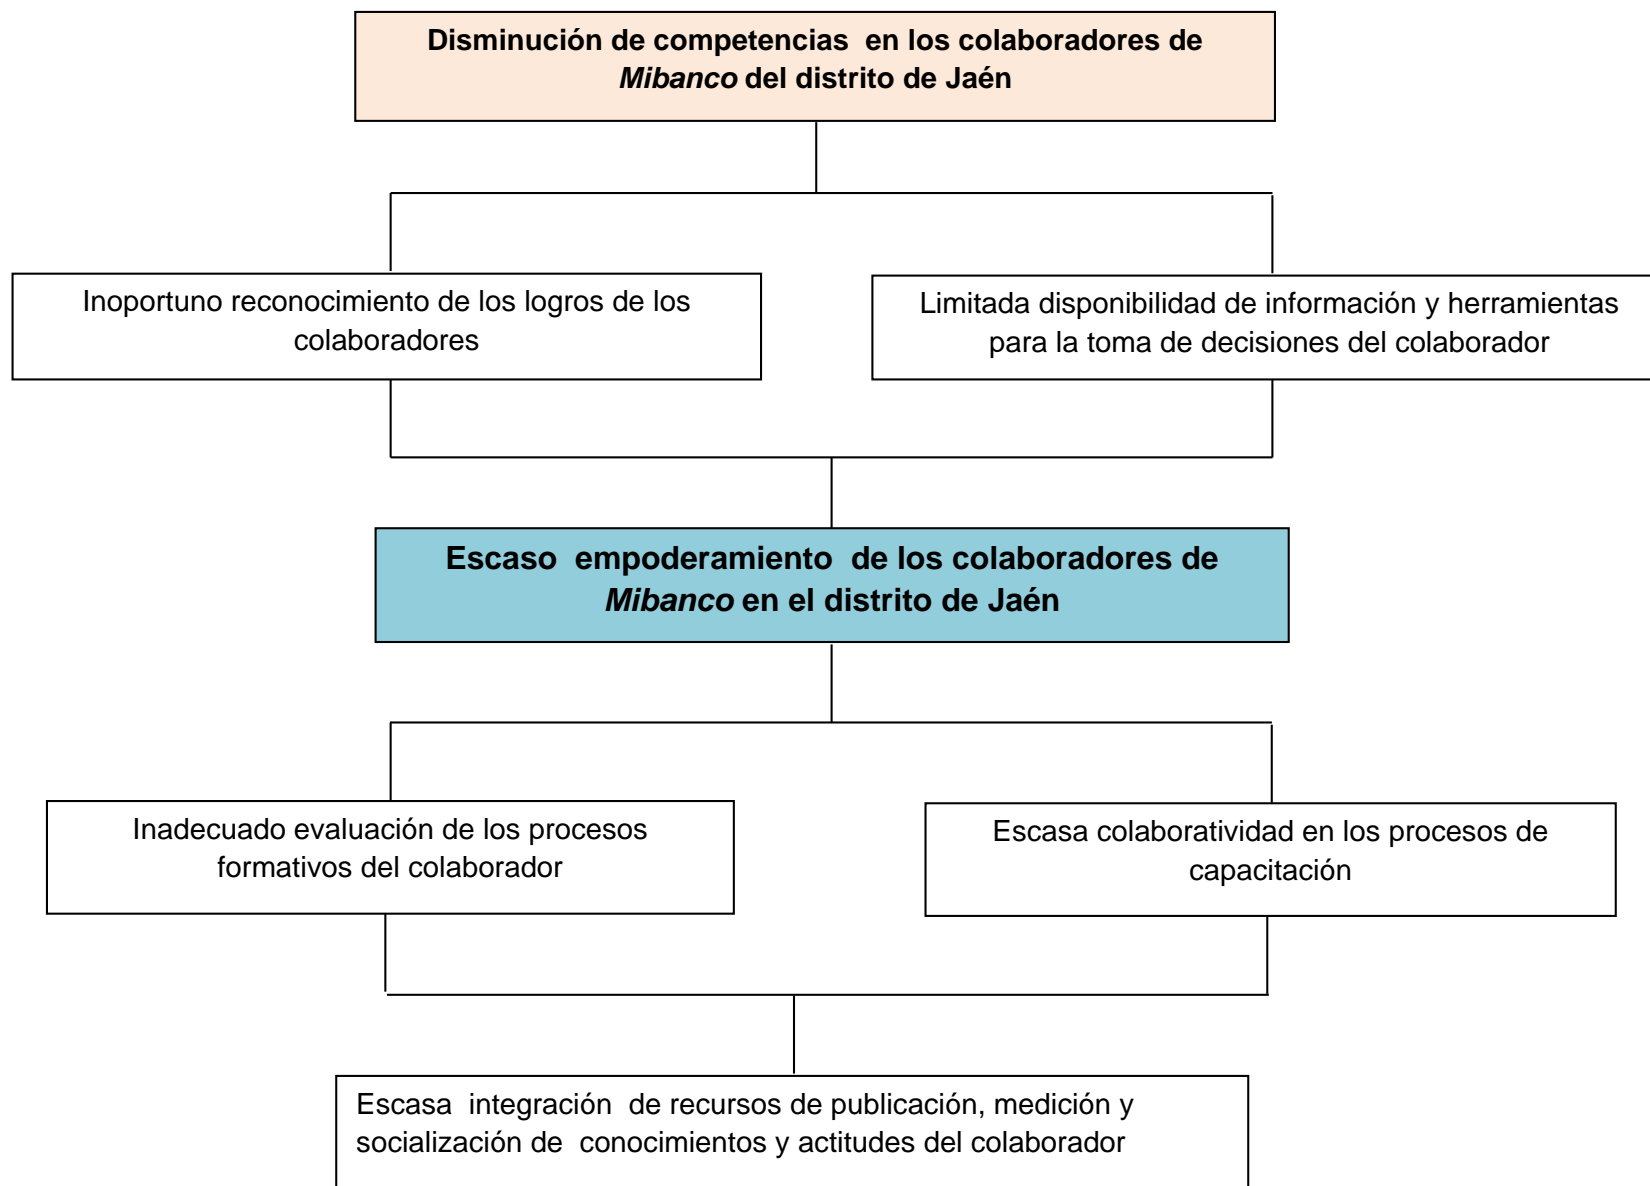 Disminución de competencias en los colaboradores de
Mibanco del distrito de Jaén
Inoportuno reconocimiento de los logros de los
colaboradores
Limitada disponibilidad de información y herramientas
para la toma de decisiones del colaborador
Escaso empoderamiento de los colaboradores de
Mibanco en el distrito de Jaén
Inadecuado evaluación de los procesos
formativos del colaborador
Escasa colaboratividad en los procesos de
capacitación
Escasa integración de recursos de publicación, medición y
socialización de conocimientos y actitudes del colaborador